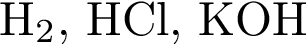 H₂, HCl, KOH